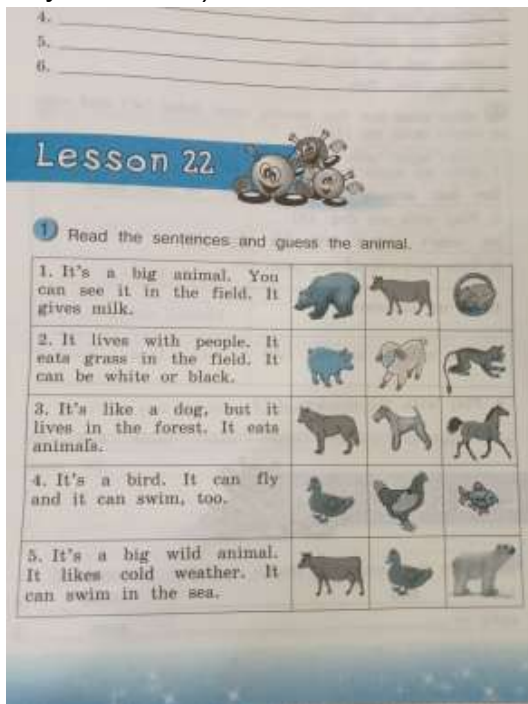 4.
5.
6.
Lesson 22
1 Read the sentences and guess the animal.
1. It's a big animal. You
can see it in the field. It
gives milk.
2. It lives with people. It
eats grass in the field. It
can be white or black.
3. It's like a dog, but it
lives in the forest. It eats
animals.
4. It's a bird. It can fly
and it can swim, too.
5. It's a big wild animal.
It likes cold weather. It
can swim in the sea.